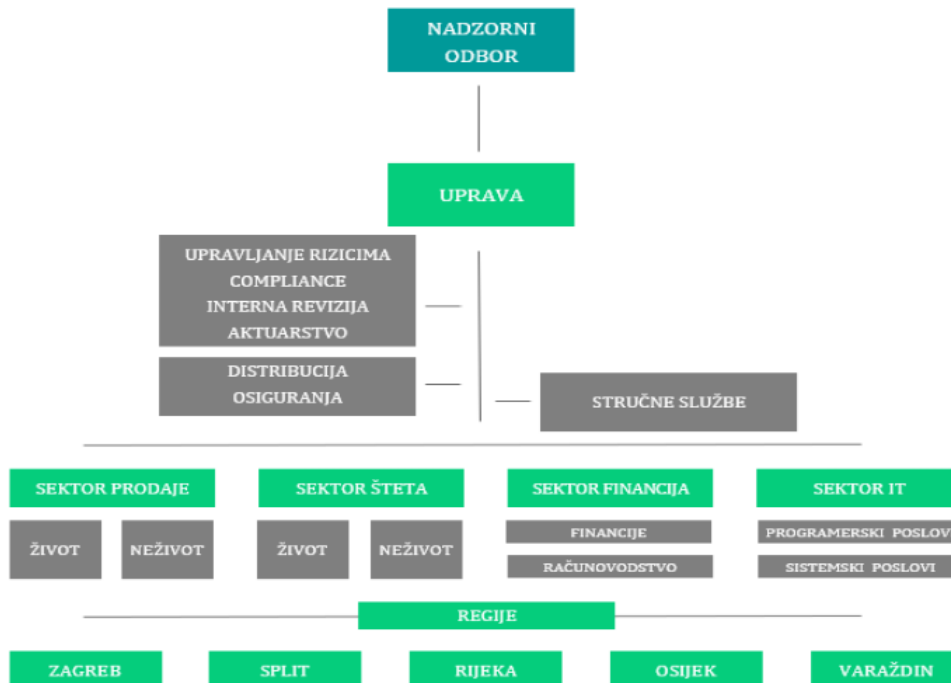 NADZORNI
ODBOR
UPRAVA
UPRAVLJANJE RIZICIMA
COMPLIANCE
INTERNA REVIZIJA
AKTUARSTVO
DISTRIBUCIJA
OSIGURANJA
STRUČNE SLUŽBE
SEKTOR PRODAJE
SEKTOR ŠTETA
SEKTOR FINANCIJA
SEKTOR IT
ŽIVOT
NEŽIVOT
ŽIVOT
NEŽIVOT
FINANCIJE
RAČUNOVODSTVO
PROGRAMERSKI POSLOVI
SISTEMSKI POSLOVI
REGIJE
ZAGREB
SPLIT
RIJEKA
OSIJEK
VARAŽDIN